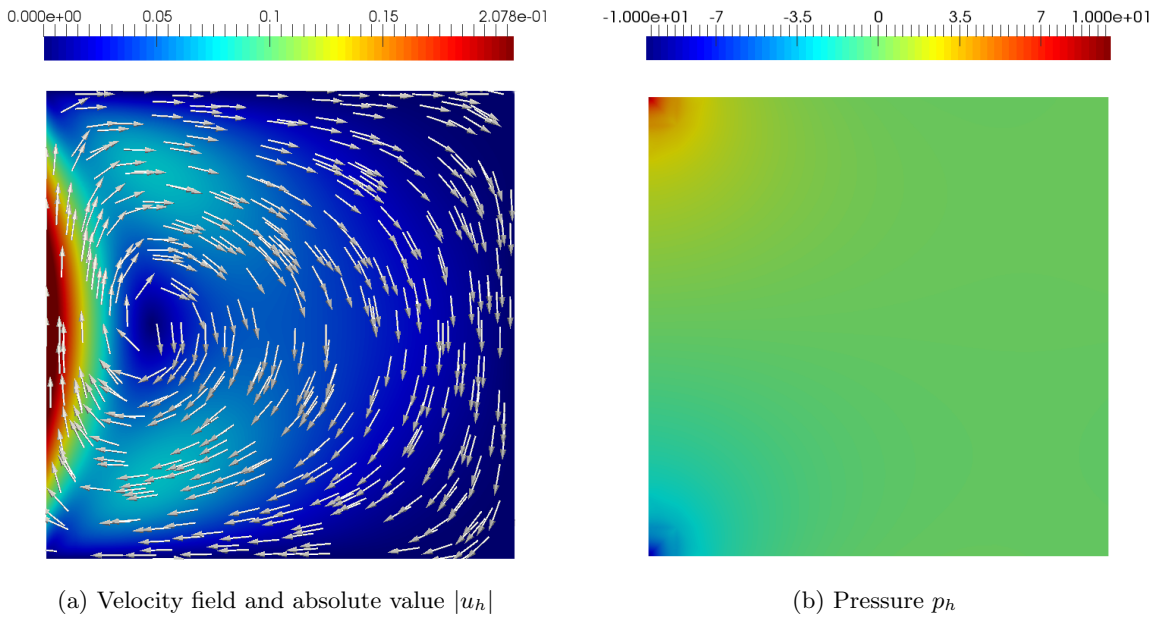 0.000e+00 0.05 0.1 0.15 2.078e-01
-1.000e+01 -7 -3.5 0 3.5 7 1.000e+01
(a) Velocity field and absolute value |u_h|
(b) Pressure p_h